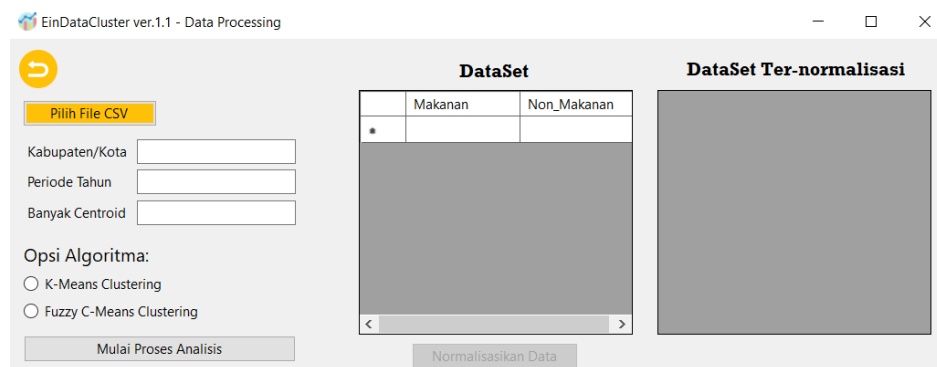 EinDataCluster ver.1.1 - Data Processing
DataSet
DataSet Ter-normalisasi
Pilih File CSV
Makanan Non_Makanan
Kabupaten/Kota
Periode Tahun
Banyak Centroid
Opsi Algoritma:
K-Means Clustering
Fuzzy C-Means Clustering
Mulai Proses Analisis
Normalisasikan Data